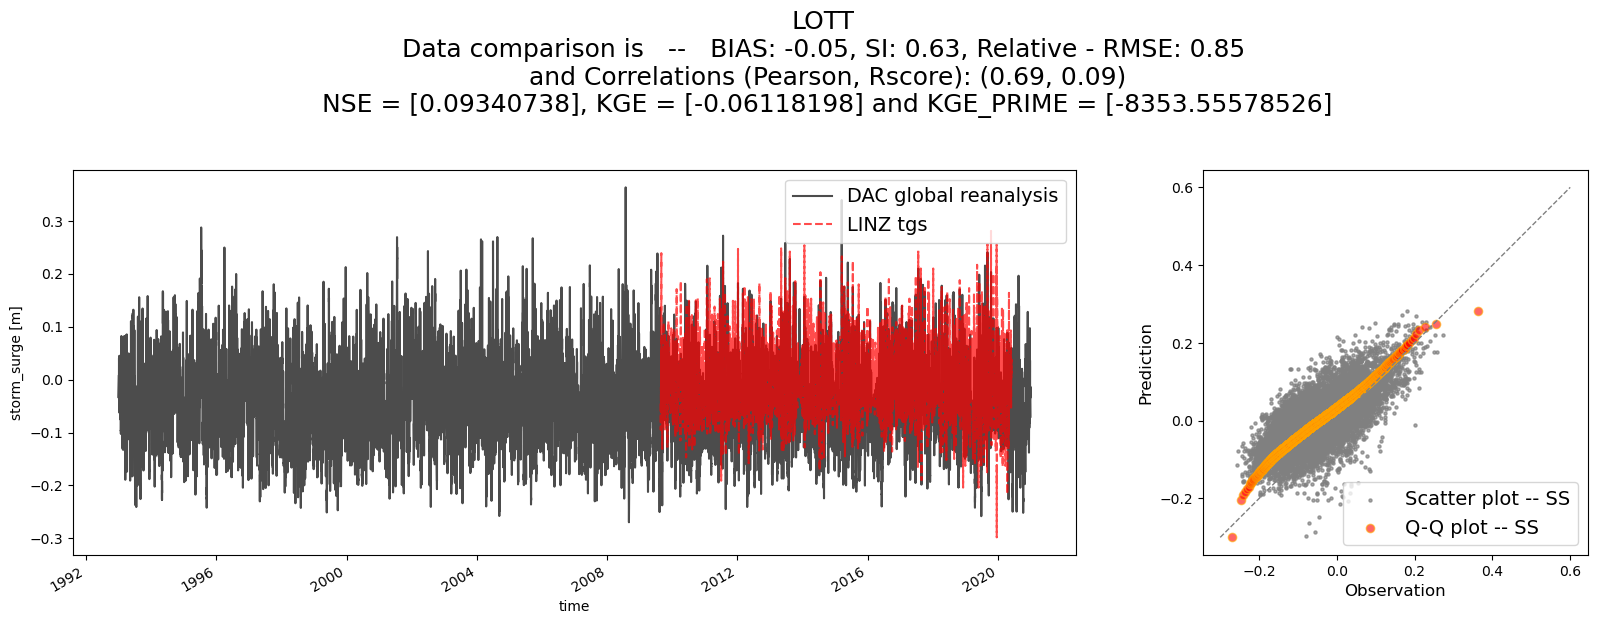 LOTT
Data comparison is   --   BIAS: -0.05, SI: 0.63, Relative - RMSE: 0.85
and Correlations (Pearson, Rscore): (0.69, 0.09)
NSE = [0.09340738], KGE = [-0.06118198] and KGE_PRIME = [-8353.55578526]
storm_surge [m]
0.3
0.2
0.1
0.0
−0.1
−0.2
−0.3
DAC global reanalysis
LINZ tgs
1992
1996
2000
2004
2008
2012
2016
2020
time
Prediction
0.6
0.4
0.2
0.0
−0.2
Scatter plot -- SS
Q-Q plot -- SS
−0.2
0.0
0.2
0.4
0.6
Observation